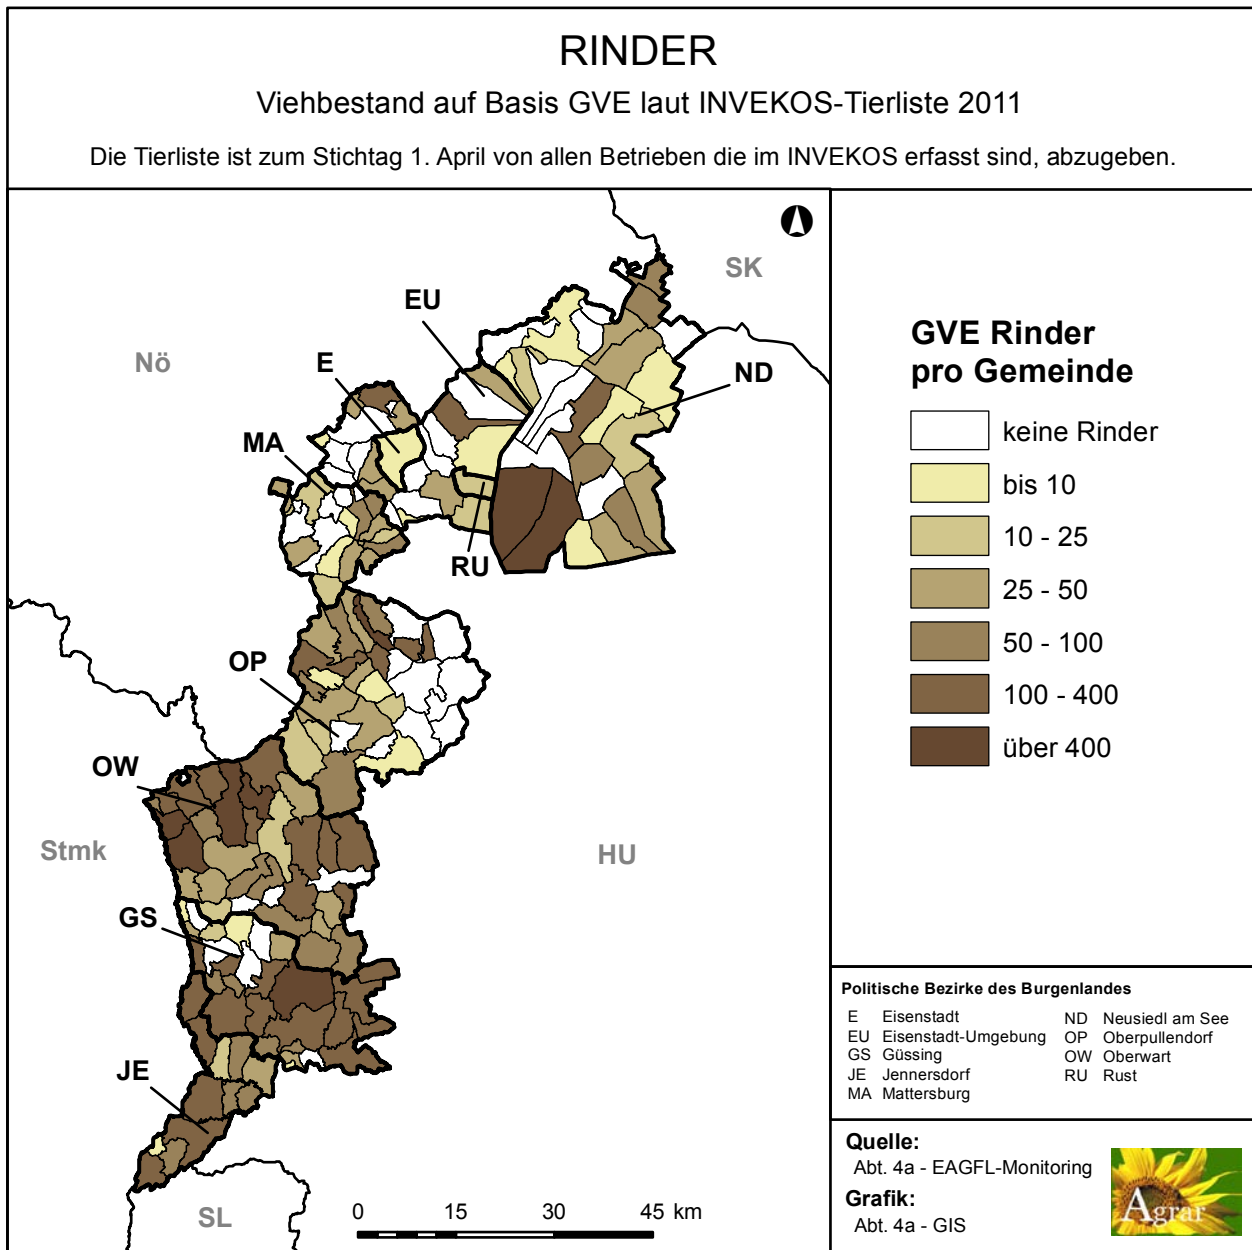 RINDER
Viehbestand auf Basis GVE laut INVEKOS-Tierliste 2011
Die Tierliste ist zum Stichtag 1. April von allen Betrieben die im INVEKOS erfasst sind, abzugeben.
SK
EU
Nö
E
ND
MA
RU
OP
OW
Stmk
HU
GS
JE
SL
0 15 30 45 km
GVE Rinder
pro Gemeinde
keine Rinder
bis 10
10 - 25
25 - 50
50 - 100
100 - 400
über 400
Politische Bezirke des Burgenlandes
E Eisenstadt
EU Eisenstadt-Umgebung
GS Güssing
JE Jennersdorf
MA Mattersburg
ND Neusiedl am See
OP Oberpullendorf
OW Oberwart
RU Rust
Quelle:
Abt. 4a - EAGFL-Monitoring
Grafik:
Abt. 4a - GIS
Agrar